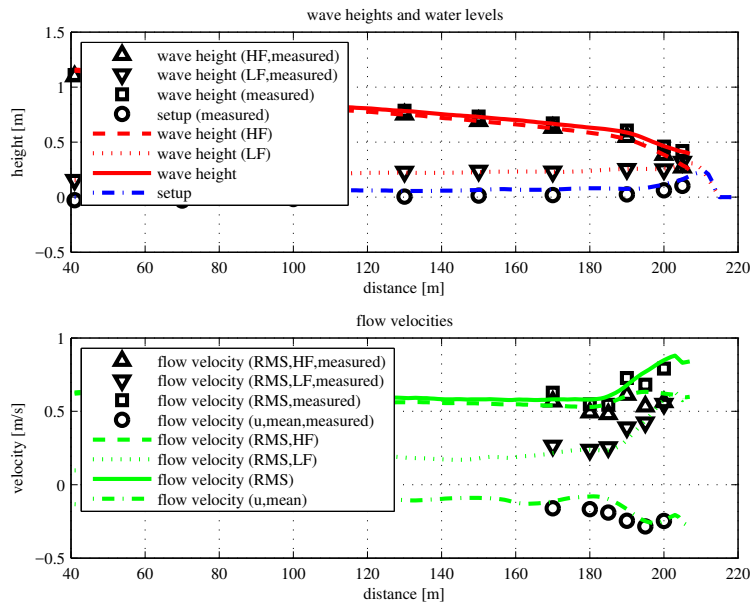 wave heights and water levels
1.5
1
0.5
0
−0.5
height [m]
wave height (HF,measured)
wave height (LF,measured)
wave height (measured)
setup (measured)
wave height (HF)
wave height (LF)
wave height
setup
40 60 80 100 120 140 160 180 200 220
distance [m]
flow velocities
1
0.5
0
−0.5
velocity [m/s]
flow velocity (RMS,HF,measured)
flow velocity (RMS,LF,measured)
flow velocity (RMS,measured)
flow velocity (u,mean,measured)
flow velocity (RMS,HF)
flow velocity (RMS,LF)
flow velocity (RMS)
flow velocity (u,mean)
40 60 80 100 120 140 160 180 200 220
distance [m]